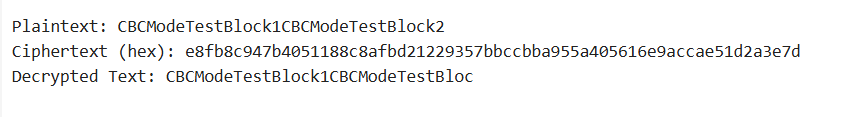 Plaintext: CBCModeTestBlock1CBCModeTestBlock2
Ciphertext (hex): e8fb8c947b4051188c8afbd21229357bbccbba955a405616e9accae51d2a3e7d
Decrypted Text: CBCModeTestBlock1CBCModeTestBloc